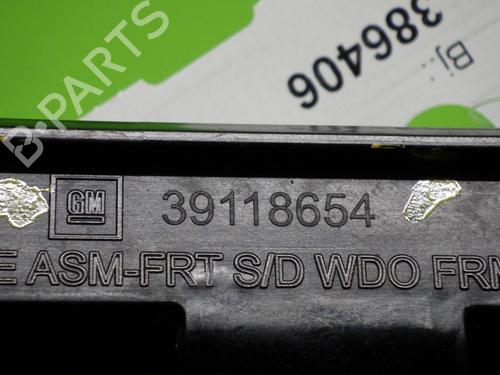 386406
Bj.:
B-PARTS
GM 39118654
E ASM-FRT S/D WDO FRM